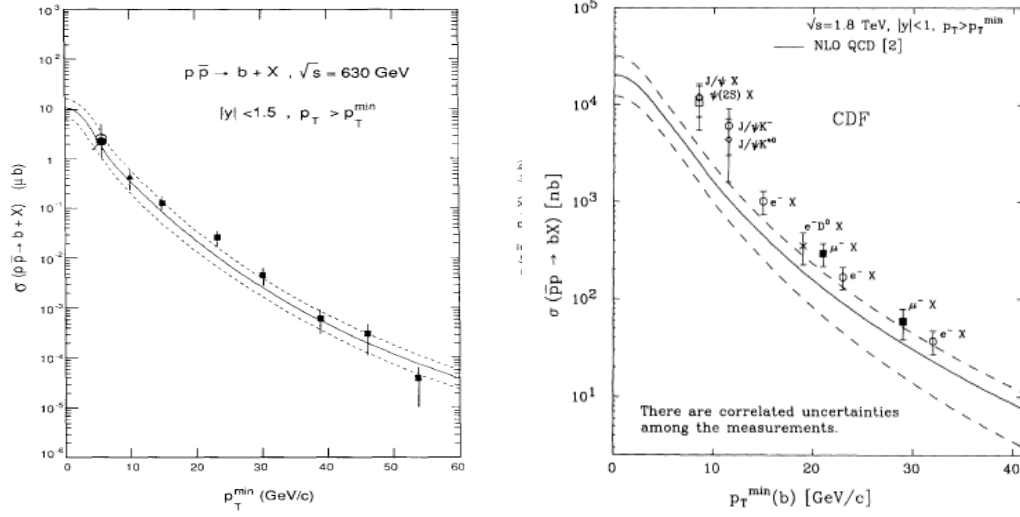 10⁵
10⁴
10³
10²
10¹
1
10⁻¹
10⁻²
10⁻³
10⁻⁴
10⁻⁵
10⁻⁶
σ (p p̄ → b + X) (μb)
p p̄ → b + X , √s = 630 GeV
|y| < 1.5 , p_T > p_T^min
0 10 20 30 40 50 60
p_T^min (GeV/c)
10⁵
10⁴
10³
10²
10¹
σ (p̄p → bX) [nb]
√s=1.8 TeV, |y|<1, p_T>p_T^min
NLO QCD [2]
J/ψ X
ψ(2S) X
CDF
J/ψK⁻
J/ψK*⁰
e⁻ X
e⁻D⁰ X
μ⁻ X
e⁻ X
μ⁻ X
e⁻ X
There are correlated uncertainties
among the measurements.
0 10 20 30 40
p_T^min(b) [GeV/c]